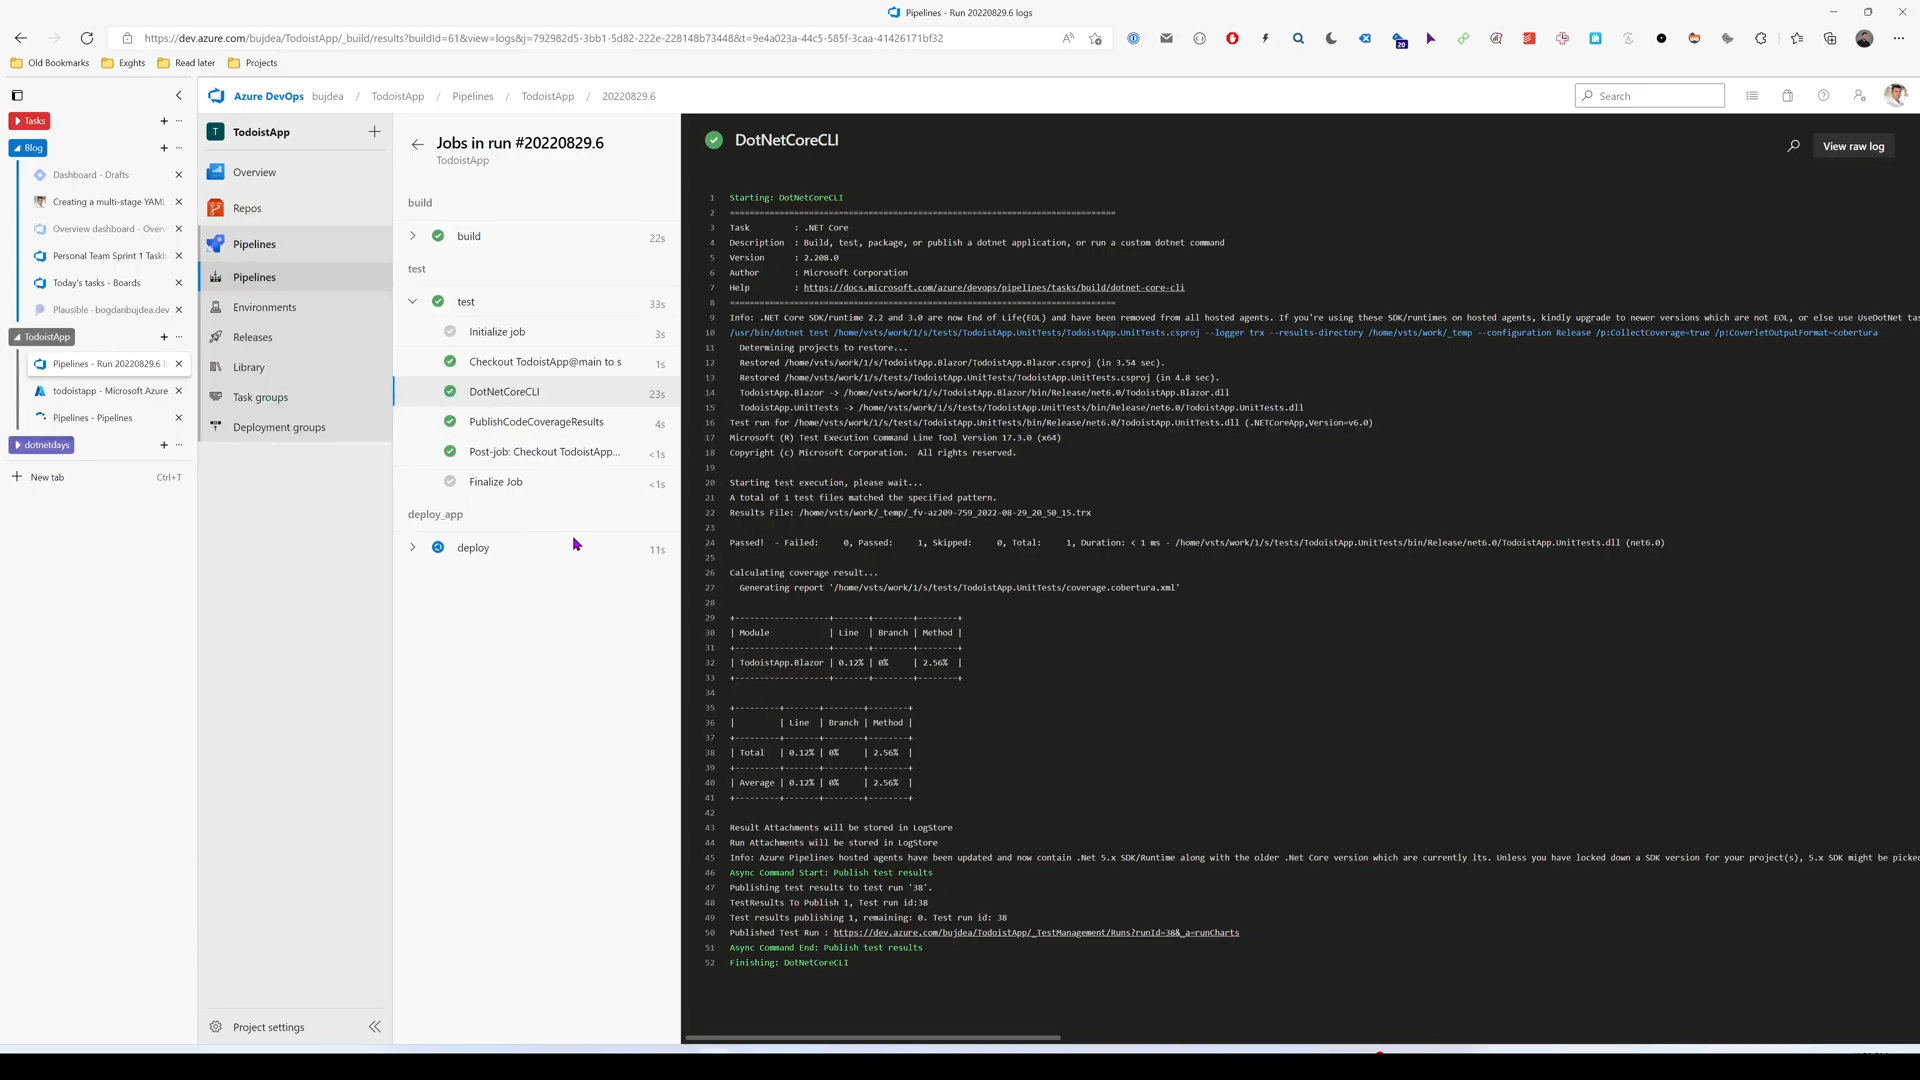 Pipelines - Run 20220829.6 logs
https://dev.azure.com/bujdea/TodoistApp/_build/results?buildId=61&view=logs&j=792982d5-3bb1-5d82-222e-228148b73448&t=9e4a023a-44c5-585f-3caa-41426171bf32
20
Old Bookmarks
Exghts
Read later
Projects
Tasks
Blog
Dashboard - Drafts
Creating a multi-stage YAML
Overview dashboard - Overv
Personal Team Sprint 1 Taskb
Today's tasks - Boards
Plausible · bogdanbujdea.dev
TodoistApp
Pipelines - Run 20220829.6 l
todoistapp - Microsoft Azure
Pipelines - Pipelines
dotnetdays
New tab Ctrl+T
Azure DevOps bujdea / TodoistApp / Pipelines / TodoistApp / 20220829.6
Search
T TodoistApp
Overview
Repos
Pipelines
Pipelines
Environments
Releases
Library
Task groups
Deployment groups
Project settings
Jobs in run #20220829.6
TodoistApp
build
build 22s
test
test 33s
Initialize job 3s
Checkout TodoistApp@main to s 1s
DotNetCoreCLI 23s
PublishCodeCoverageResults 4s
Post-job: Checkout TodoistApp... <1s
Finalize Job <1s
deploy_app
deploy 11s
DotNetCoreCLI
View raw log
1 Starting: DotNetCoreCLI
2 ==============================================================================
3 Task : .NET Core
4 Description : Build, test, package, or publish a dotnet application, or run a custom dotnet command
5 Version : 2.208.0
6 Author : Microsoft Corporation
7 Help : https://docs.microsoft.com/azure/devops/pipelines/tasks/build/dotnet-core-cli
8 ==============================================================================
9 Info: .NET Core SDK/runtime 2.2 and 3.0 are now End of Life(EOL) and have been removed from all hosted agents. If you're using these SDK/runtimes on hosted agents, kindly upgrade to newer versions which are not EOL, or else use UseDotNet tas
10 /usr/bin/dotnet test /home/vsts/work/1/s/tests/TodoistApp.UnitTests/TodoistApp.UnitTests.csproj --logger trx --results-directory /home/vsts/work/_temp --configuration Release /p:CollectCoverage=true /p:CoverletOutputFormat=cobertura
11 Determining projects to restore...
12 Restored /home/vsts/work/1/s/TodoistApp.Blazor/TodoistApp.Blazor.csproj (in 3.54 sec).
13 Restored /home/vsts/work/1/s/tests/TodoistApp.UnitTests/TodoistApp.UnitTests.csproj (in 4.8 sec).
14 TodoistApp.Blazor -> /home/vsts/work/1/s/TodoistApp.Blazor/bin/Release/net6.0/TodoistApp.Blazor.dll
15 TodoistApp.UnitTests -> /home/vsts/work/1/s/tests/TodoistApp.UnitTests/bin/Release/net6.0/TodoistApp.UnitTests.dll
16 Test run for /home/vsts/work/1/s/tests/TodoistApp.UnitTests/bin/Release/net6.0/TodoistApp.UnitTests.dll (.NETCoreApp,Version=v6.0)
17 Microsoft (R) Test Execution Command Line Tool Version 17.3.0 (x64)
18 Copyright (c) Microsoft Corporation. All rights reserved.
19
20 Starting test execution, please wait...
21 A total of 1 test files matched the specified pattern.
22 Results File: /home/vsts/work/_temp/_fv-az209-759_2022-08-29_20_50_15.trx
23
24 Passed! - Failed: 0, Passed: 1, Skipped: 0, Total: 1, Duration: < 1 ms - /home/vsts/work/1/s/tests/TodoistApp.UnitTests/bin/Release/net6.0/TodoistApp.UnitTests.dll (net6.0)
25
26 Calculating coverage result...
27 Generating report '/home/vsts/work/1/s/tests/TodoistApp.UnitTests/coverage.cobertura.xml'
28
29 +-------------------+-------+--------+--------+
30 | Module | Line | Branch | Method |
31 +-------------------+-------+--------+--------+
32 | TodoistApp.Blazor | 0.12% | 0% | 2.56% |
33 +-------------------+-------+--------+--------+
34
35 +---------+-------+--------+--------+
36 | | Line | Branch | Method |
37 +---------+-------+--------+--------+
38 | Total | 0.12% | 0% | 2.56% |
39 +---------+-------+--------+--------+
40 | Average | 0.12% | 0% | 2.56% |
41 +---------+-------+--------+--------+
42
43 Result Attachments will be stored in LogStore
44 Run Attachments will be stored in LogStore
45 Info: Azure Pipelines hosted agents have been updated and now contain .Net 5.x SDK/Runtime along with the older .Net Core version which are currently lts. Unless you have locked down a SDK version for your project(s), 5.x SDK might be picked
46 Async Command Start: Publish test results
47 Publishing test results to test run '38'.
48 TestResults To Publish 1, Test run id:38
49 Test results publishing 1, remaining: 0. Test run id: 38
50 Published Test Run : https://dev.azure.com/bujdea/TodoistApp/_TestManagement/Runs?runId=38&_a=runCharts
51 Async Command End: Publish test results
52 Finishing: DotNetCoreCLI